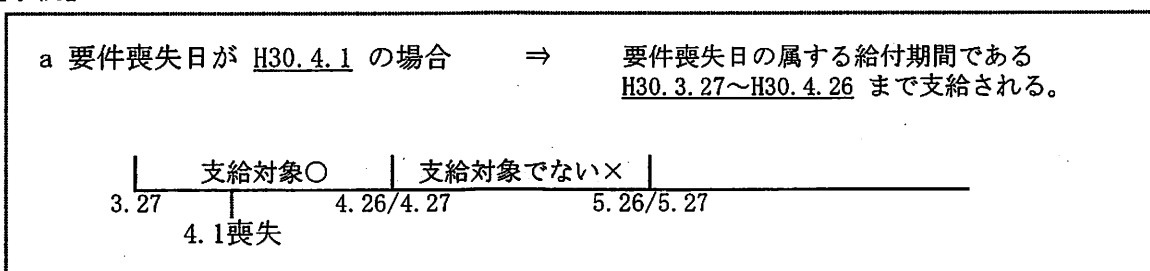 a 要件喪失日が H30.4.1 の場合 ⇒ 要件喪失日の属する給付期間である
H30.3.27～H30.4.26 まで支給される。
支給対象○ 支給対象でない×
3.27 4.26/4.27 5.26/5.27
4.1喪失